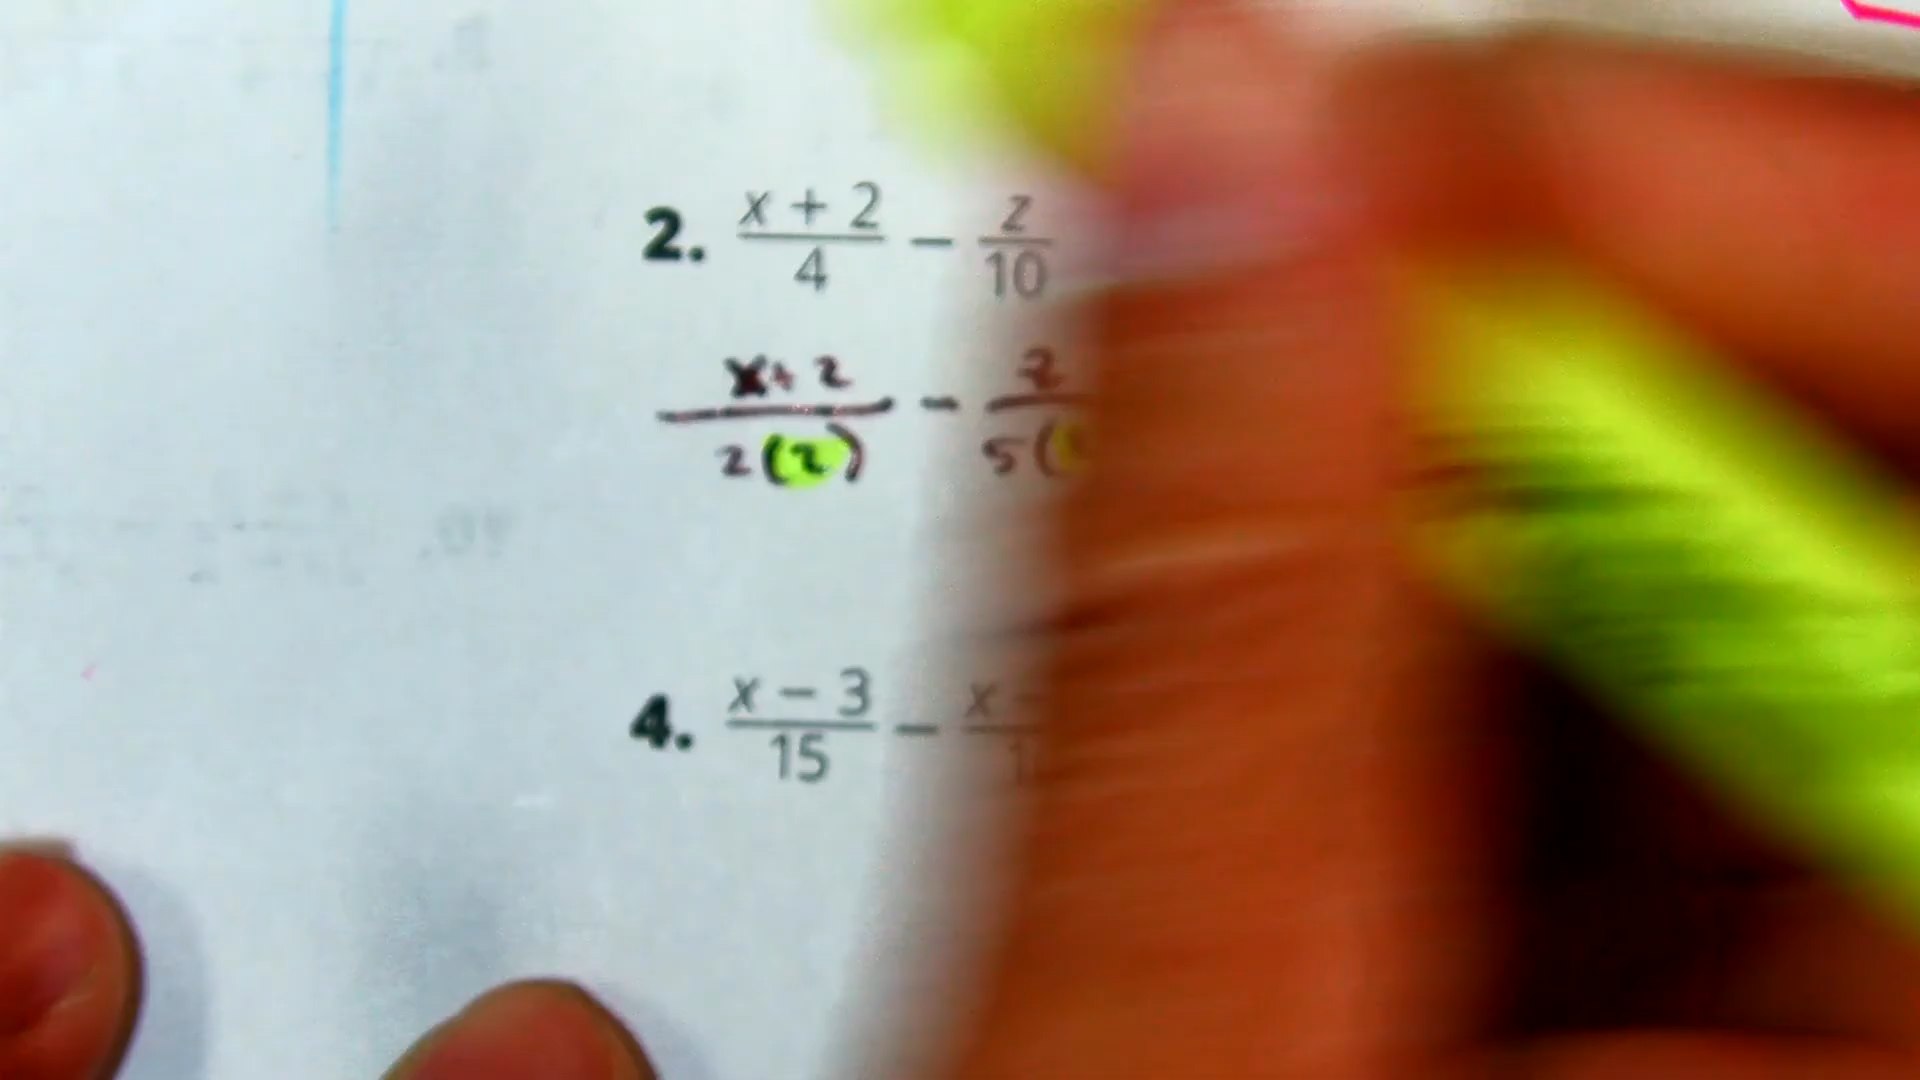 2. x + 2 / 4 − z / 10
x + 2 / 2(2) − z / 5(
4. x − 3 / 15 − x